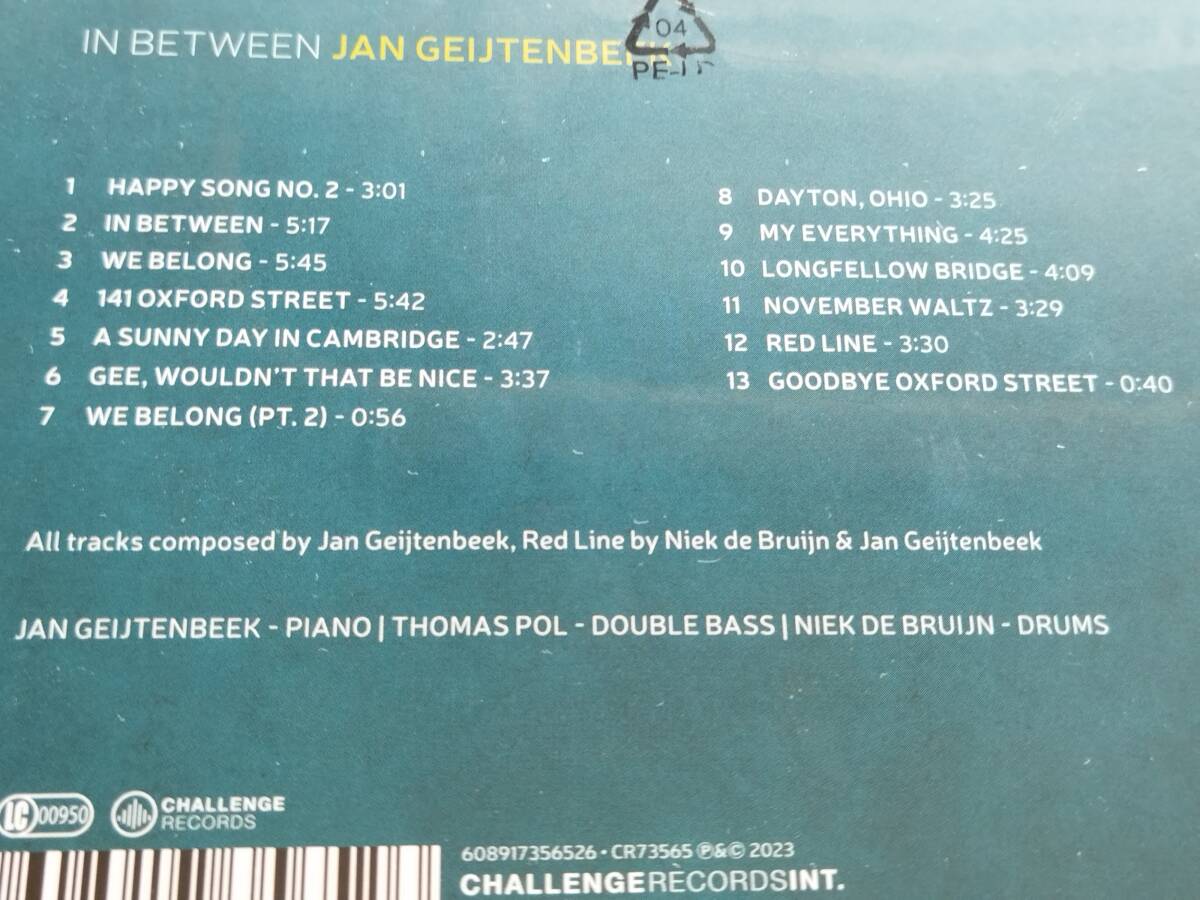 IN BETWEEN JAN GEIJTENBEEK
04
1 HAPPY SONG NO. 2 - 3:01
2 IN BETWEEN - 5:17
3 WE BELONG - 5:45
4 141 OXFORD STREET - 5:42
5 A SUNNY DAY IN CAMBRIDGE - 2:47
6 GEE, WOULDN'T THAT BE NICE - 3:37
7 WE BELONG (PT. 2) - 0:56
8 DAYTON, OHIO - 3:25
9 MY EVERYTHING - 4:25
10 LONGFELLOW BRIDGE - 4:09
11 NOVEMBER WALTZ - 3:29
12 RED LINE - 3:30
13 GOODBYE OXFORD STREET - 0:40
All tracks composed by Jan Geijtenbeek, Red Line by Niek de Bruijn & Jan Geijtenbeek
JAN GEIJTENBEEK - PIANO | THOMAS POL - DOUBLE BASS | NIEK DE BRUIJN - DRUMS
LC 00950
CHALLENGE
RECORDS
608917356526 • CR73565 ℗&© 2023
CHALLENGERECORDSINT.